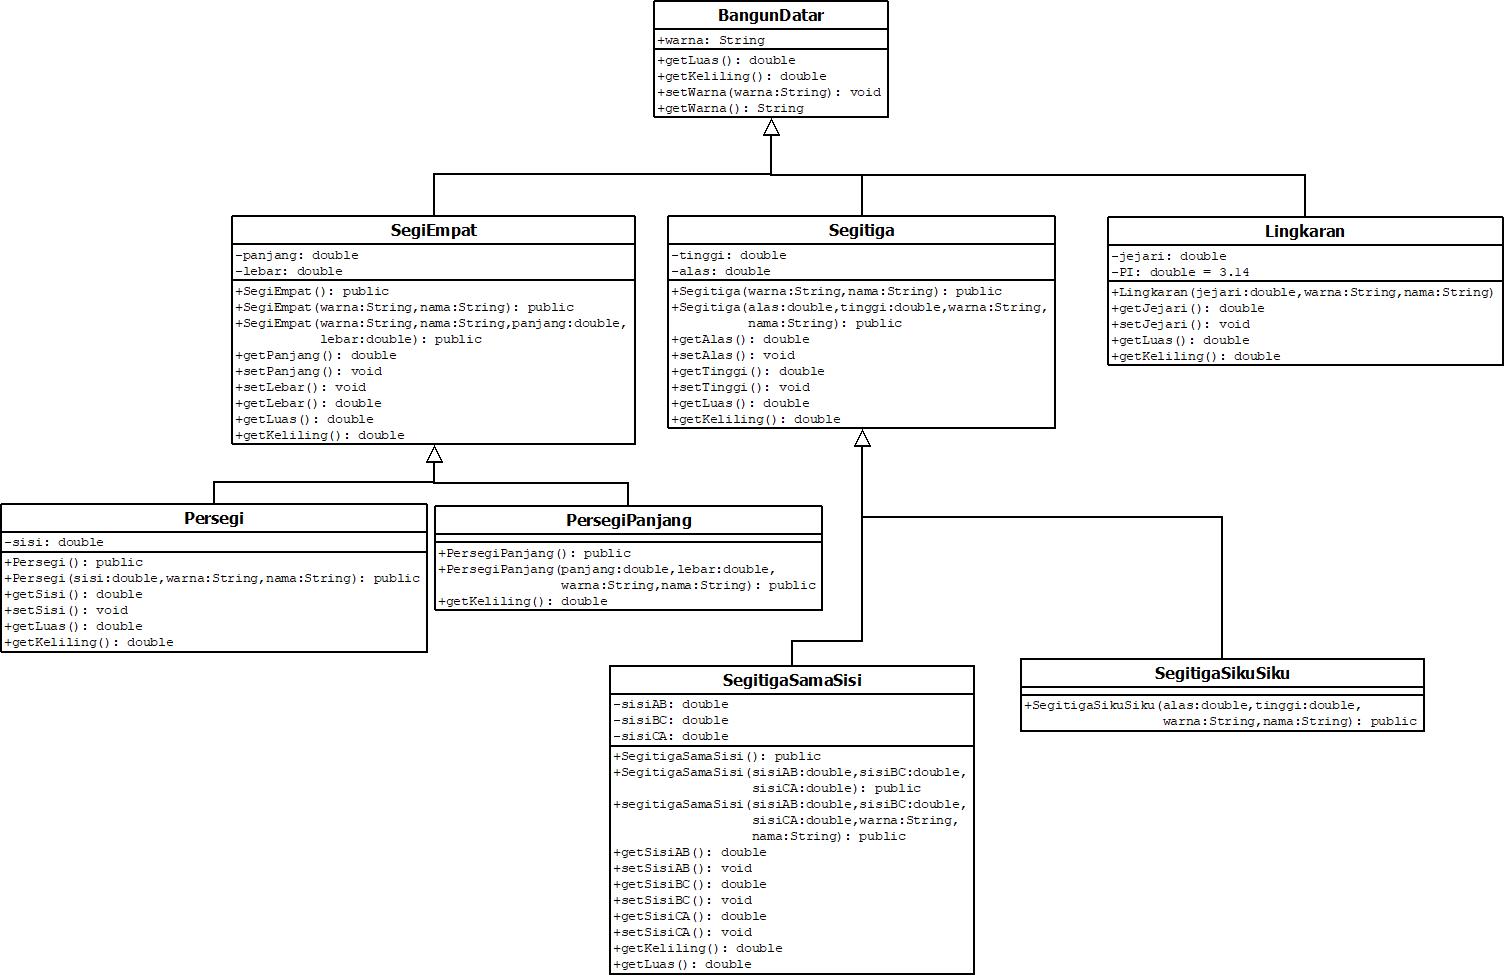 BangunDatar
+warna: String
+getLuas(): double
+getKeliling(): double
+setWarna(warna:String): void
+getWarna(): String
SegiEmpat
-panjang: double
-lebar: double
+SegiEmpat(): public
+SegiEmpat(warna:String,nama:String): public
+SegiEmpat(warna:String,nama:String,panjang:double,
lebar:double): public
+getPanjang(): double
+setPanjang(): void
+setLebar(): void
+getLebar(): double
+getLuas(): double
+getKeliling(): double
Segitiga
-tinggi: double
-alas: double
+Segitiga(warna:String,nama:String): public
+Segitiga(alas:double,tinggi:double,warna:String,
nama:String): public
+getAlas(): double
+setAlas(): void
+getTinggi(): double
+setTinggi(): void
+getLuas(): double
+getKeliling(): double
Lingkaran
-jejari: double
-PI: double = 3.14
+Lingkaran(jejari:double,warna:String,nama:String)
+getJejari(): double
+setJejari(): void
+getLuas(): double
+getKeliling(): double
Persegi
-sisi: double
+Persegi(): public
+Persegi(sisi:double,warna:String,nama:String): public
+getSisi(): double
+setSisi(): void
+getLuas(): double
+getKeliling(): double
PersegiPanjang
+PersegiPanjang(): public
+PersegiPanjang(panjang:double,lebar:double,
warna:String,nama:String): public
+getKeliling(): double
SegitigaSamaSisi
-sisiAB: double
-sisiBC: double
-sisiCA: double
+SegitigaSamaSisi(): public
+SegitigaSamaSisi(sisiAB:double,sisiBC:double,
sisiCA:double): public
+segitigaSamaSisi(sisiAB:double,sisiBC:double,
sisiCA:double,warna:String,
nama:String): public
+getSisiAB(): double
+setSisiAB(): void
+getSisiBC(): double
+setSisiBC(): void
+getSisiCA(): double
+setSisiCA(): void
+getKeliling(): double
+getLuas(): double
SegitigaSikuSiku
+SegitigaSikuSiku(alas:double,tinggi:double,
warna:String,nama:String): public